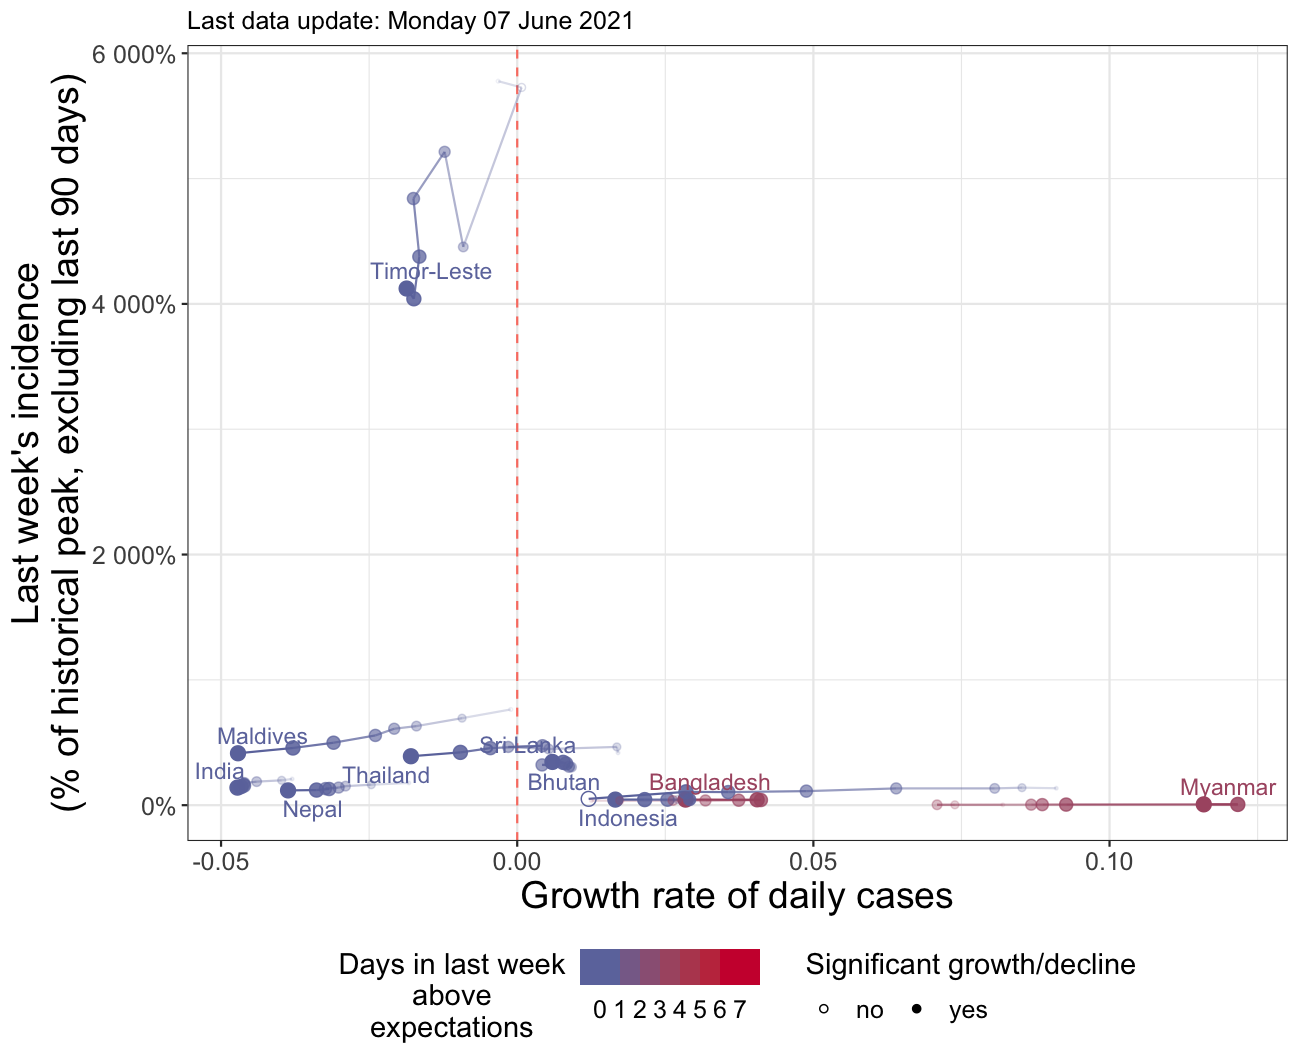 Last data update: Monday 07 June 2021
Last week's incidence
(% of historical peak, excluding last 90 days)
6 000%
4 000%
2 000%
0%
Timor-Leste
Maldives
Sri Lanka
India
Thailand
Bhutan
Bangladesh
Myanmar
Nepal
Indonesia
-0.05
0.00
0.05
0.10
Growth rate of daily cases
Days in last week
above
expectations
0 1 2 3 4 5 6 7
Significant growth/decline
no
yes